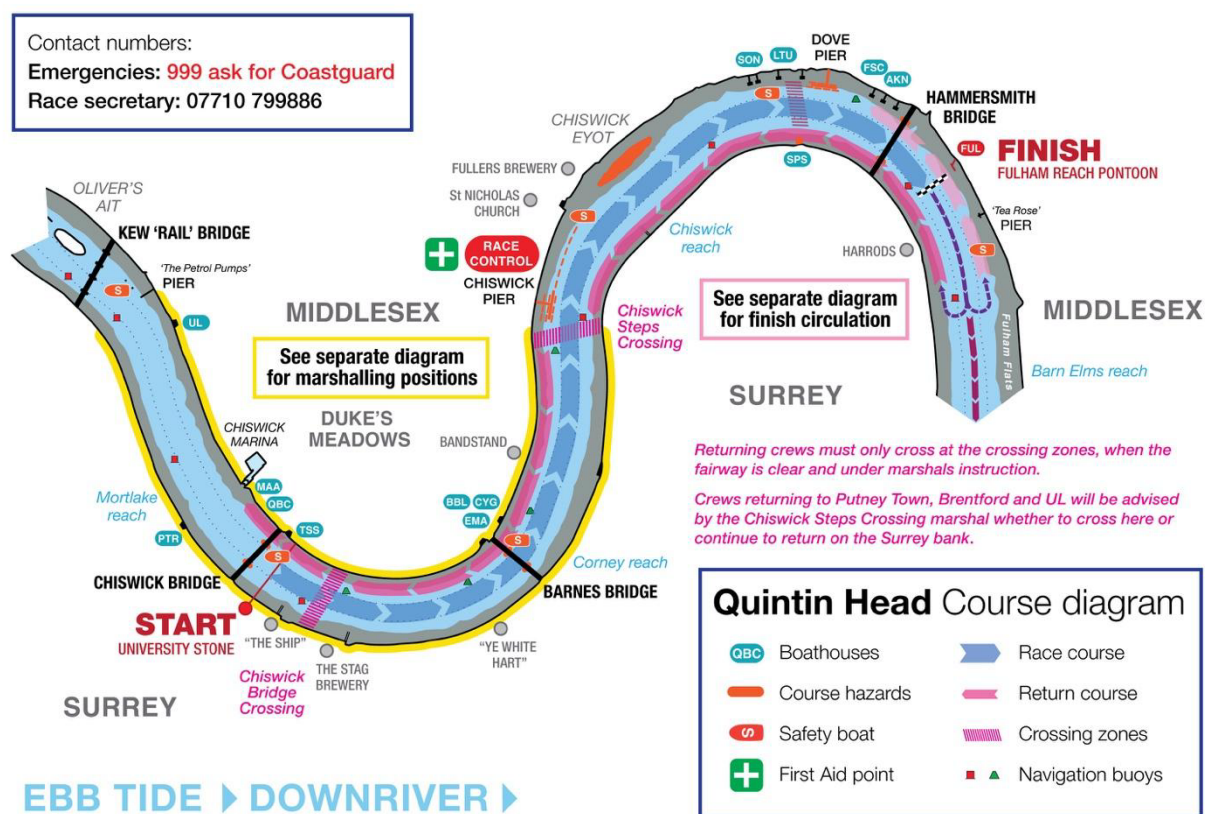 Contact numbers:
Emergencies: 999 ask for Coastguard
Race secretary: 07710 799886
OLIVER'S
AIT
KEW 'RAIL' BRIDGE
'The Petrol Pumps'
PIER
S
UL
MIDDLESEX
See separate diagram
for marshalling positions
DUKE'S
MEADOWS
CHISWICK
MARINA
MAA
QBC
TSS
Mortlake
reach
PTR
CHISWICK BRIDGE
S
START
UNIVERSITY STONE
"THE SHIP"
THE STAG
BREWERY
Chiswick
Bridge
Crossing
"YE WHITE
HART"
SURREY
BANDSTAND
BBL
CYG
EMA
S
BARNES BRIDGE
Corney reach
Chiswick
Steps
Crossing
RACE
CONTROL
CHISWICK
PIER
S
St NICHOLAS
CHURCH
FULLERS BREWERY
CHISWICK
EYOT
SON
LTU
DOVE
PIER
S
FSC
AKN
HAMMERSMITH
BRIDGE
SPS
Chiswick
reach
FUL
FINISH
FULHAM REACH PONTOON
'Tea Rose'
PIER
HARRODS
S
See separate diagram
for finish circulation
MIDDLESEX
Fulham Flats
Barn Elms reach
SURREY
Returning crews must only cross at the crossing zones, when the
fairway is clear and under marshals instruction.
Crews returning to Putney Town, Brentford and UL will be advised
by the Chiswick Steps Crossing marshal whether to cross here or
continue to return on the Surrey bank.
Quintin Head Course diagram
QBC Boathouses
Course hazards
S Safety boat
First Aid point
Race course
Return course
Crossing zones
Navigation buoys
EBB TIDE DOWNRIVER